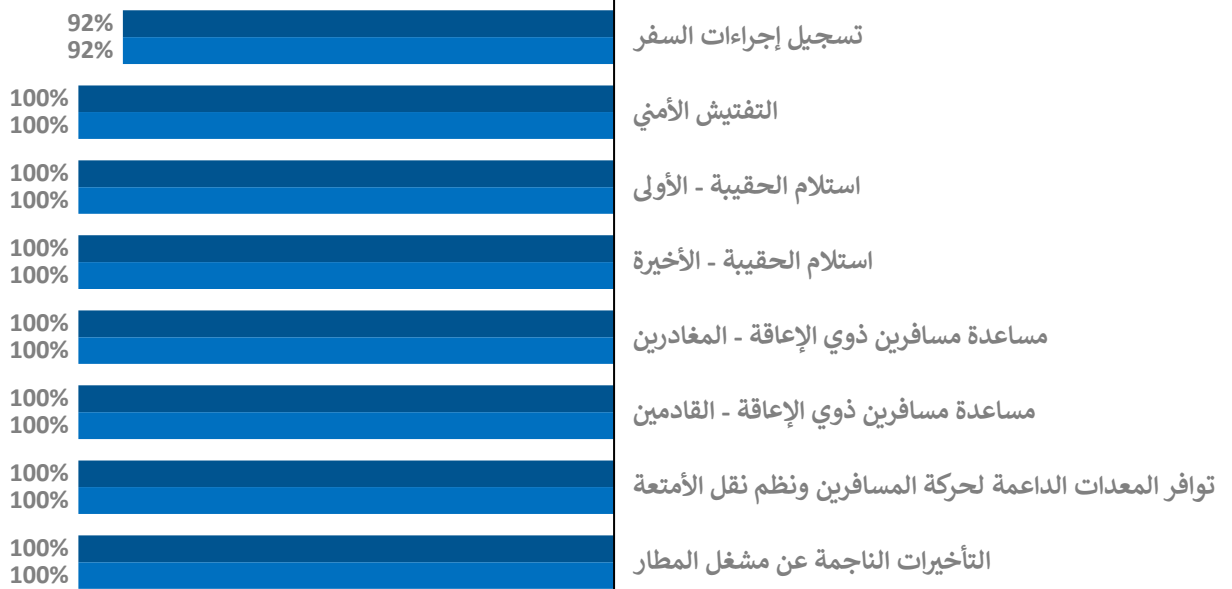 تسجيل إجراءات السفر
92%
92%
التفتيش الأمني
100%
100%
استلام الحقيبة - الأولى
100%
100%
استلام الحقيبة - الأخيرة
100%
100%
مساعدة مسافرين ذوي الإعاقة - المغادرين
100%
100%
مساعدة مسافرين ذوي الإعاقة - القادمين
100%
100%
توافر المعدات الداعمة لحركة المسافرين ونظم نقل الأمتعة
100%
100%
التأخيرات الناجمة عن مشغل المطار
100%
100%